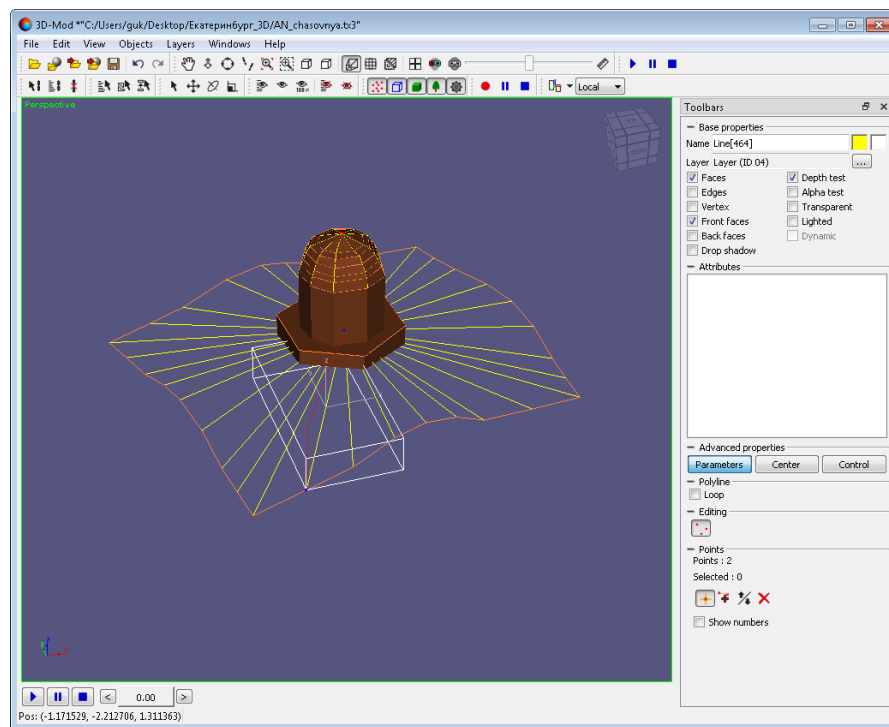 3D-Mod *"C:/Users/guk/Desktop/Екатеринбург_3D/AN_chasovnya.tx3"
File Edit View Objects Layers Windows Help
Local
Perspective
Toolbars
Base properties
Name Line[464]
Layer Layer (ID 04) ...
Faces Depth test
Edges Alpha test
Vertex Transparent
Front faces Lighted
Back faces Dynamic
Drop shadow
Attributes
Advanced properties
Parameters Center Control
Polyline
Loop
Editing
Points
Points : 2
Selected : 0
Show numbers
< 0.00 >
Pos: (-1.171529, -2.212706, 1.311363)